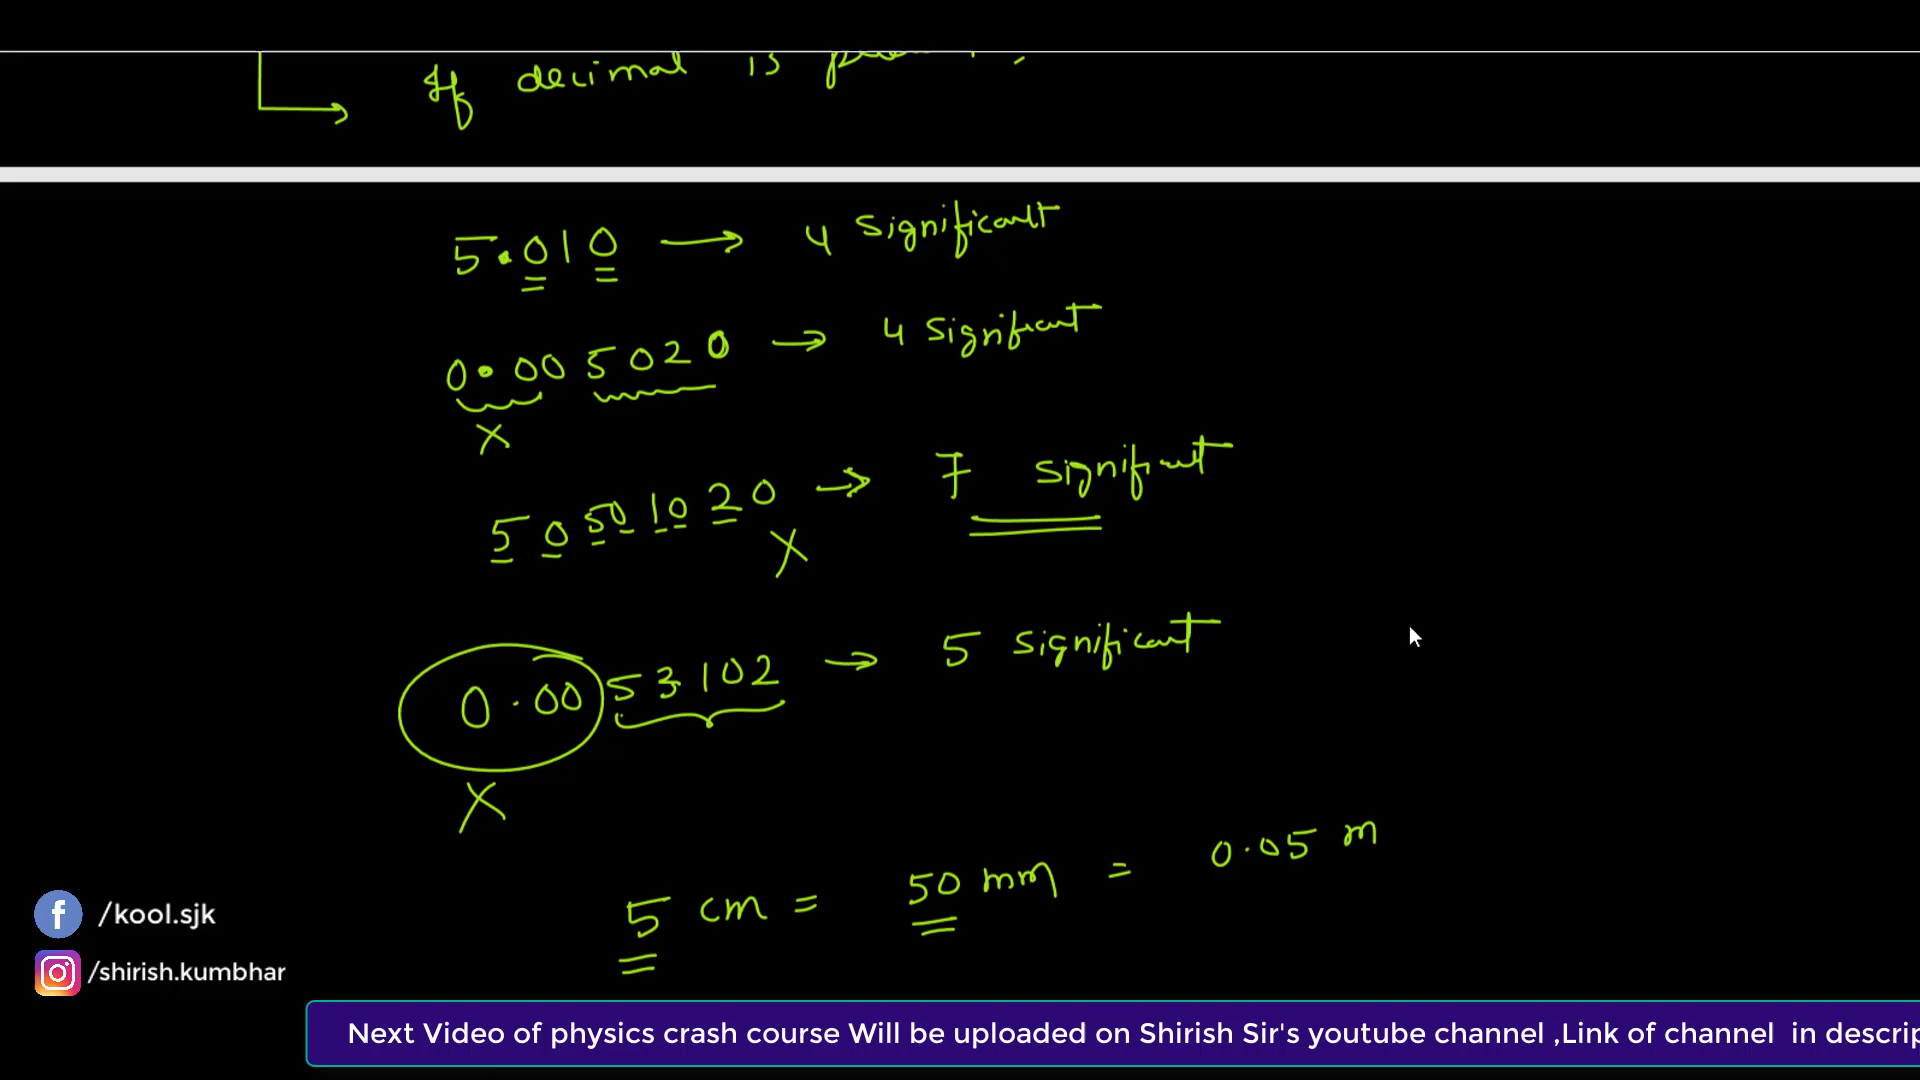 If decimal is
5.010 → 4 significant
0.005020 → 4 significant
X
50501020 → 7 significant
X
0.0053102 → 5 significant
X
5 cm = 50 mm = 0.05 m
f /kool.sjk
/shirish.kumbhar
Next Video of physics crash course Will be uploaded on Shirish Sir's youtube channel ,Link of channel in descrip